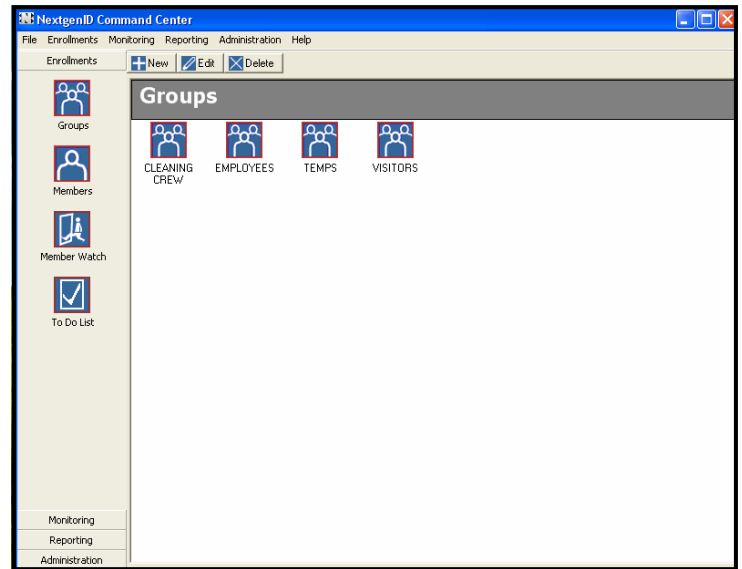 NextgenID Command Center
File Enrollments Monitoring Reporting Administration Help
Enrollments
New Edit Delete
Groups
Groups
CLEANING CREW
EMPLOYEES
TEMPS
VISITORS
Members
Member Watch
To Do List
Monitoring
Reporting
Administration